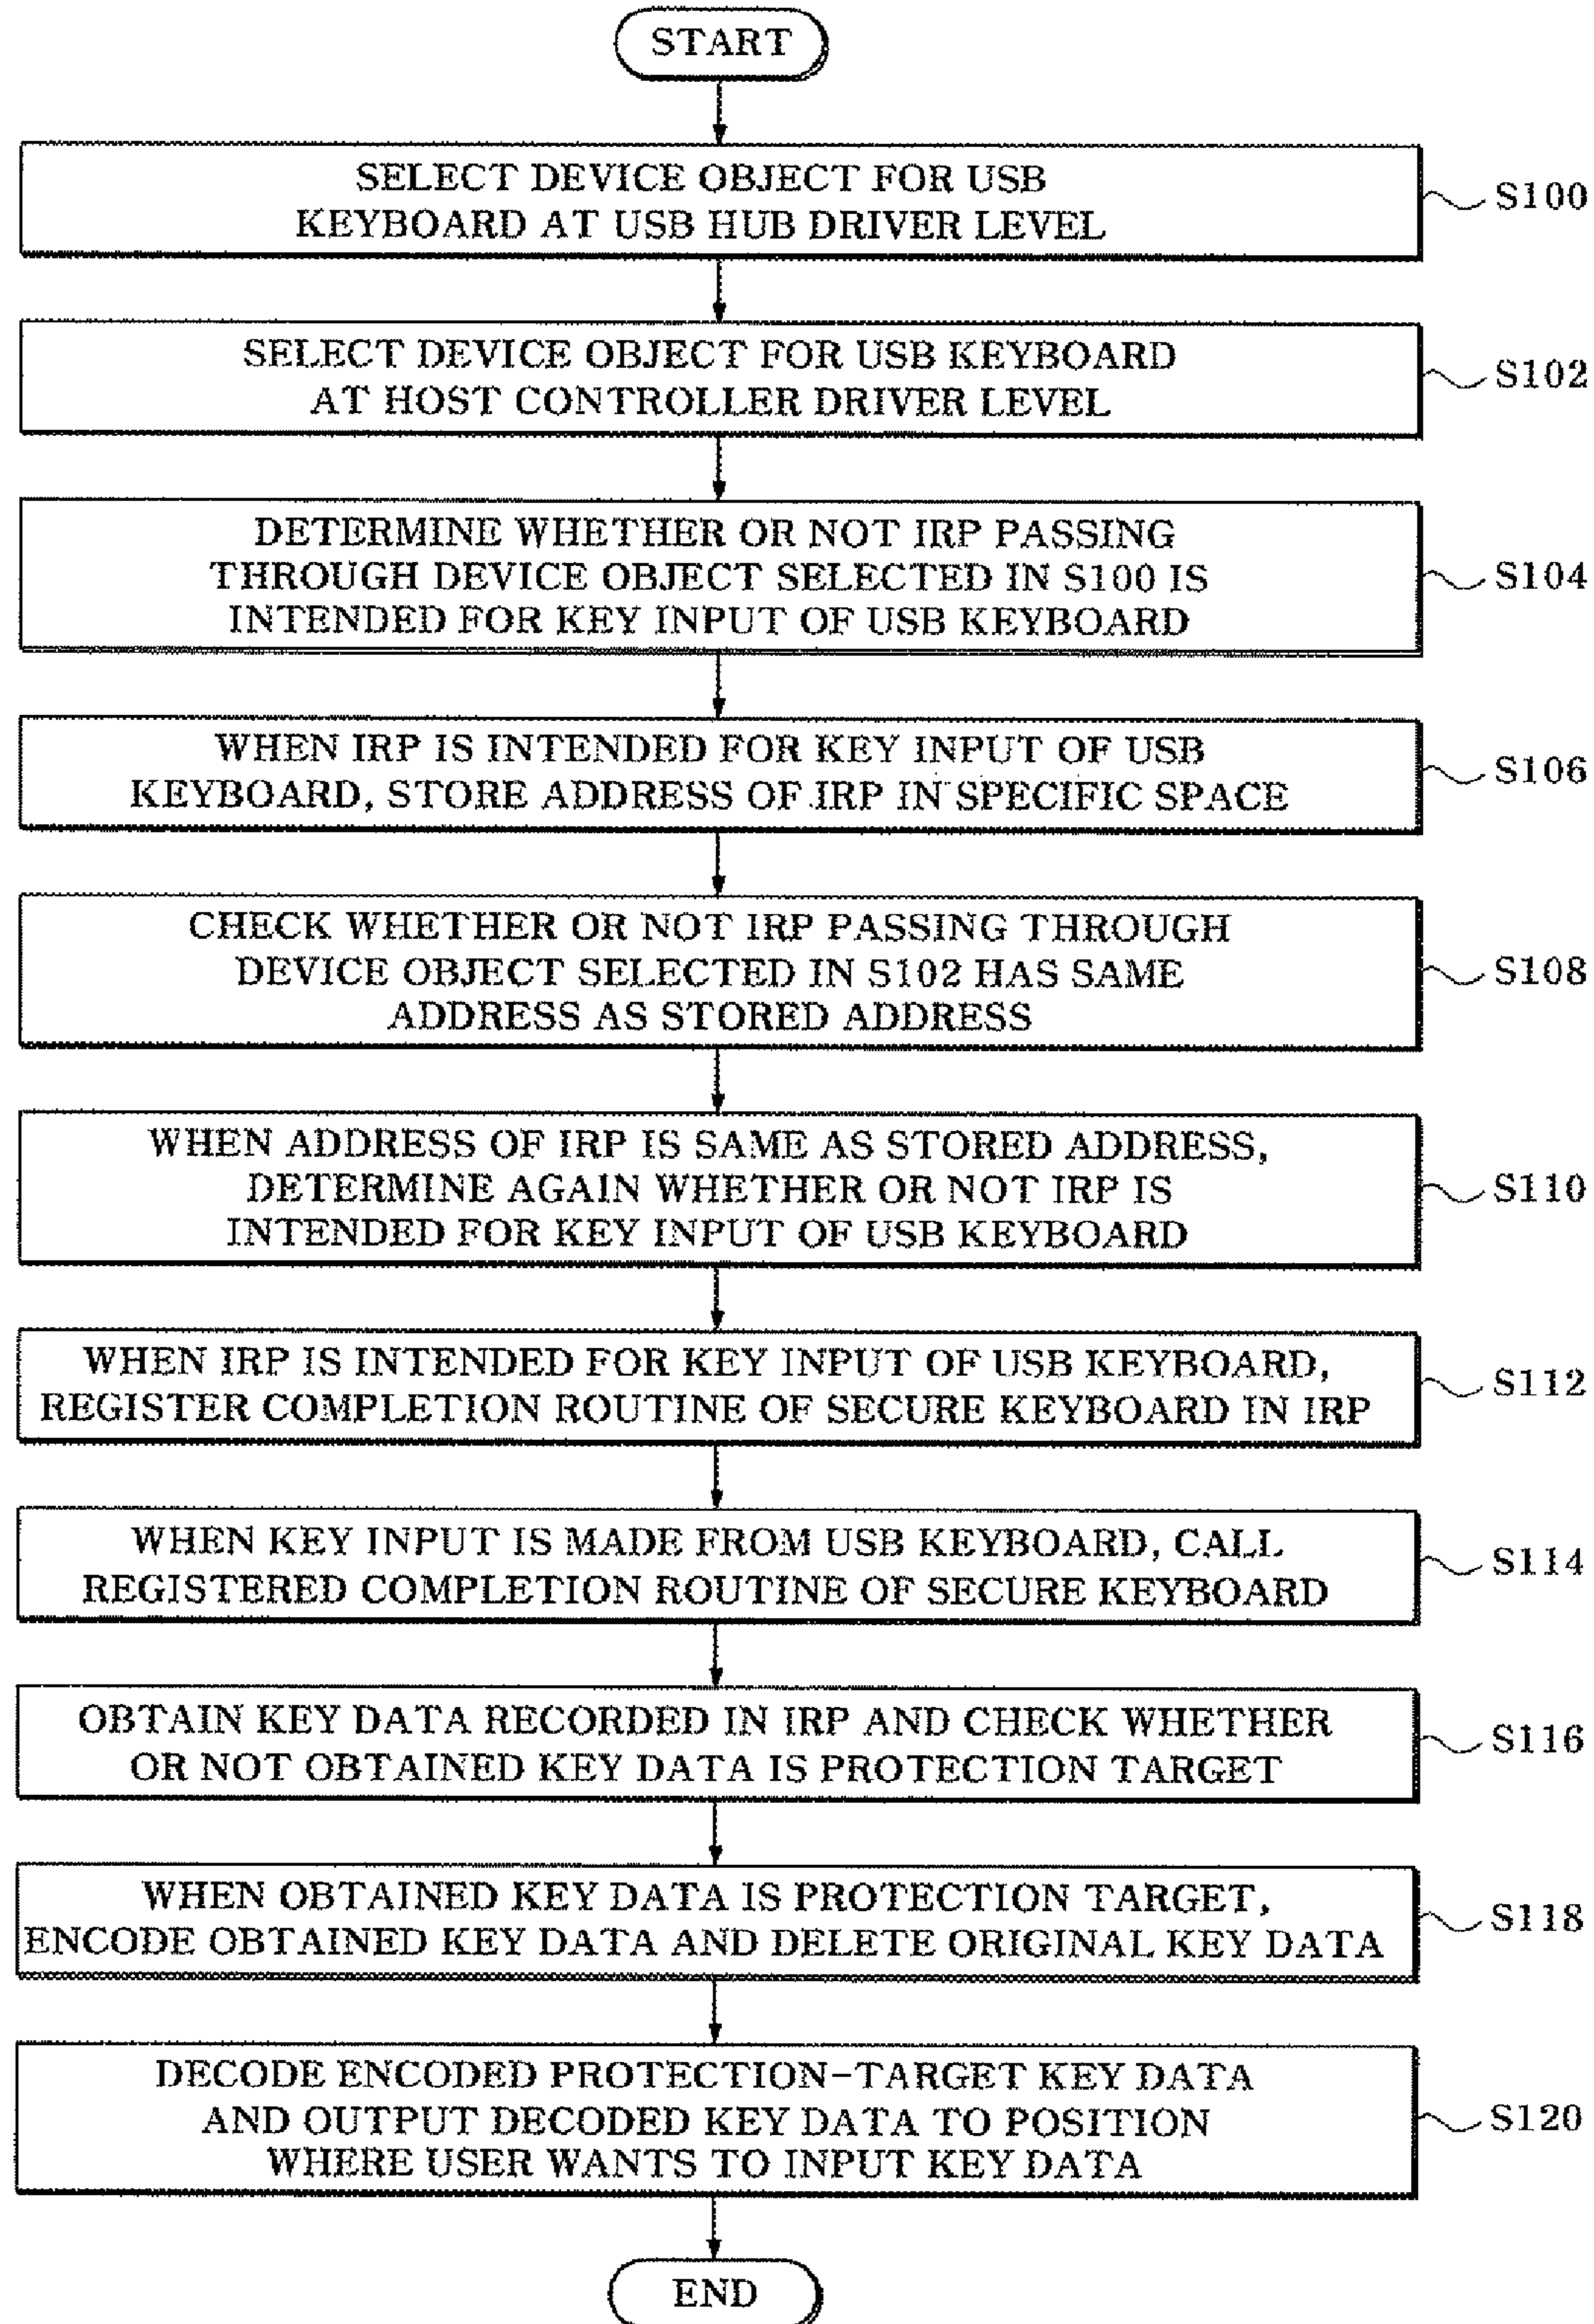 START
SELECT DEVICE OBJECT FOR USB
KEYBOARD AT USB HUB DRIVER LEVEL
S100
SELECT DEVICE OBJECT FOR USB KEYBOARD
AT HOST CONTROLLER DRIVER LEVEL
S102
DETERMINE WHETHER OR NOT IRP PASSING
THROUGH DEVICE OBJECT SELECTED IN S100 IS
INTENDED FOR KEY INPUT OF USB KEYBOARD
S104
WHEN IRP IS INTENDED FOR KEY INPUT OF USB
KEYBOARD, STORE ADDRESS OF IRP IN SPECIFIC SPACE
S106
CHECK WHETHER OR NOT IRP PASSING THROUGH
DEVICE OBJECT SELECTED IN S102 HAS SAME
ADDRESS AS STORED ADDRESS
S108
WHEN ADDRESS OF IRP IS SAME AS STORED ADDRESS,
DETERMINE AGAIN WHETHER OR NOT IRP IS
INTENDED FOR KEY INPUT OF USB KEYBOARD
S110
WHEN IRP IS INTENDED FOR KEY INPUT OF USB KEYBOARD,
REGISTER COMPLETION ROUTINE OF SECURE KEYBOARD IN IRP
S112
WHEN KEY INPUT IS MADE FROM USB KEYBOARD, CALL
REGISTERED COMPLETION ROUTINE OF SECURE KEYBOARD
S114
OBTAIN KEY DATA RECORDED IN IRP AND CHECK WHETHER
OR NOT OBTAINED KEY DATA IS PROTECTION TARGET
S116
WHEN OBTAINED KEY DATA IS PROTECTION TARGET,
ENCODE OBTAINED KEY DATA AND DELETE ORIGINAL KEY DATA
S118
DECODE ENCODED PROTECTION-TARGET KEY DATA
AND OUTPUT DECODED KEY DATA TO POSITION
WHERE USER WANTS TO INPUT KEY DATA
S120
END